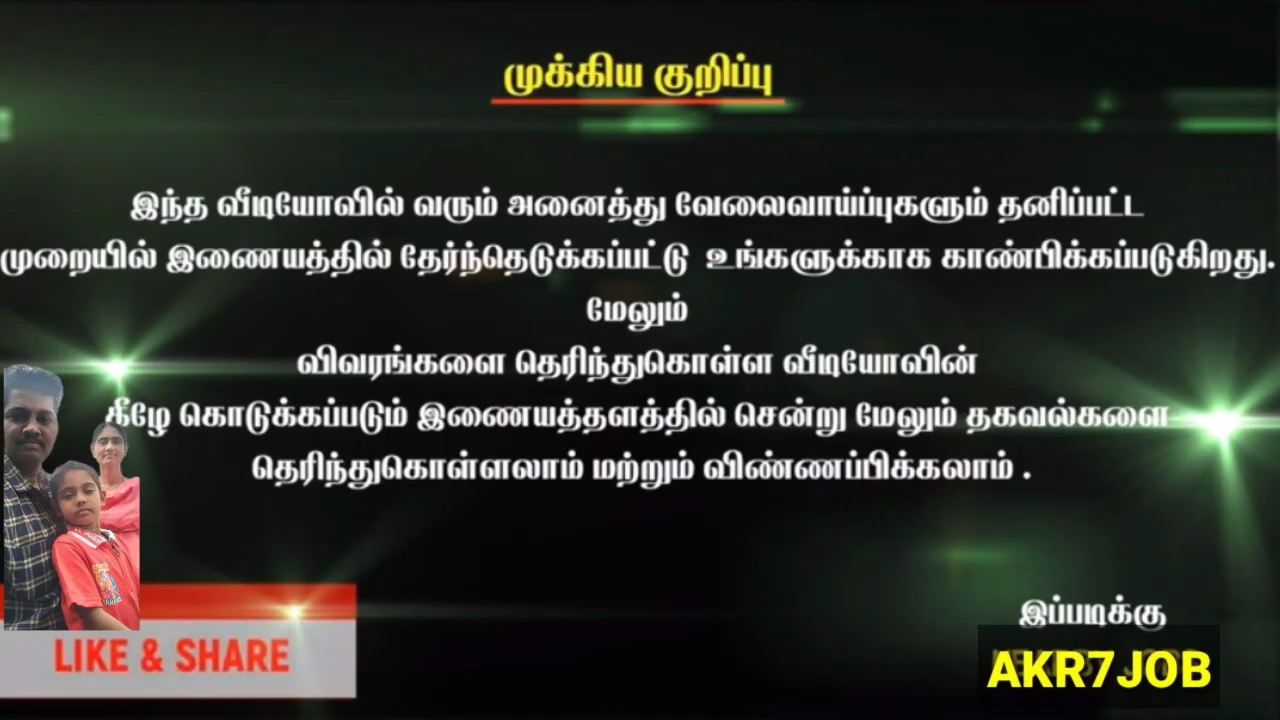 முக்கிய குறிப்பு
இந்த வீடியோவில் வரும் அனைத்து வேலைவாய்ப்புகளும் தனிப்பட்ட
முறையில் இணையத்தில் தேர்ந்தெடுக்கப்பட்டு உங்களுக்காக காண்பிக்கப்படுகிறது.
மேலும்
விவரங்களை தெரிந்துகொள்ள வீடியோவின்
கீழே கொடுக்கப்படும் இணையத்தளத்தில் சென்று மேலும் தகவல்களை
தெரிந்துகொள்ளலாம் மற்றும் விண்ணப்பிக்கலாம் .
இப்படிக்கு
AKR7JOB
LIKE & SHARE